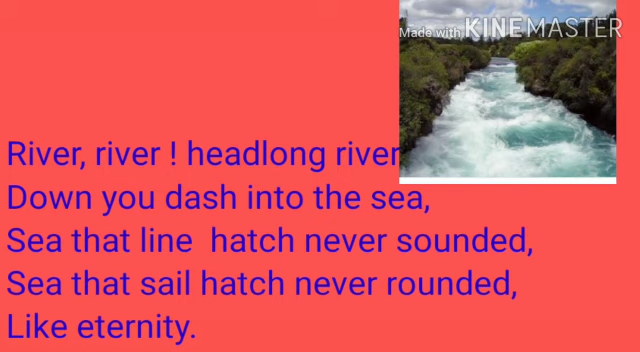 Made with KINEMASTER
River, river ! headlong river
Down you dash into the sea,
Sea that line hatch never sounded,
Sea that sail hatch never rounded,
Like eternity.